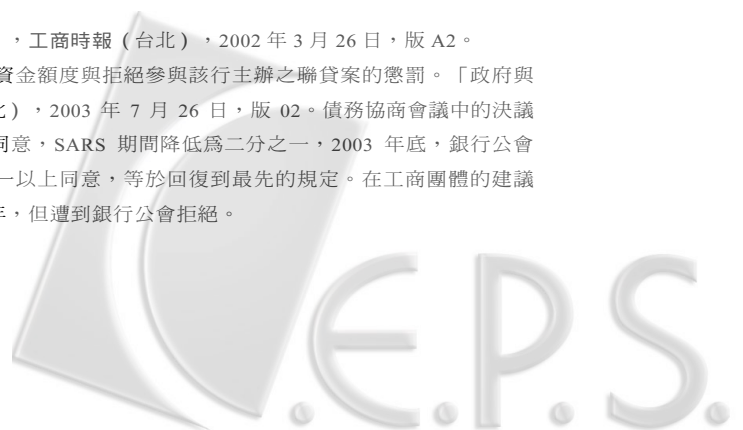 ，工商時報（台北），2002 年 3 月 26 日，版 A2。
資金額度與拒絕參與該行主辦之聯貸案的懲罰。「政府與
），2003 年 7 月 26 日，版 02。債務協商會議中的決議
同意，SARS 期間降低為二分之一，2003 年底，銀行公會
一以上同意，等於回復到最先的規定。在工商團體的建議
，但遭到銀行公會拒絕。
C.E.P.S.